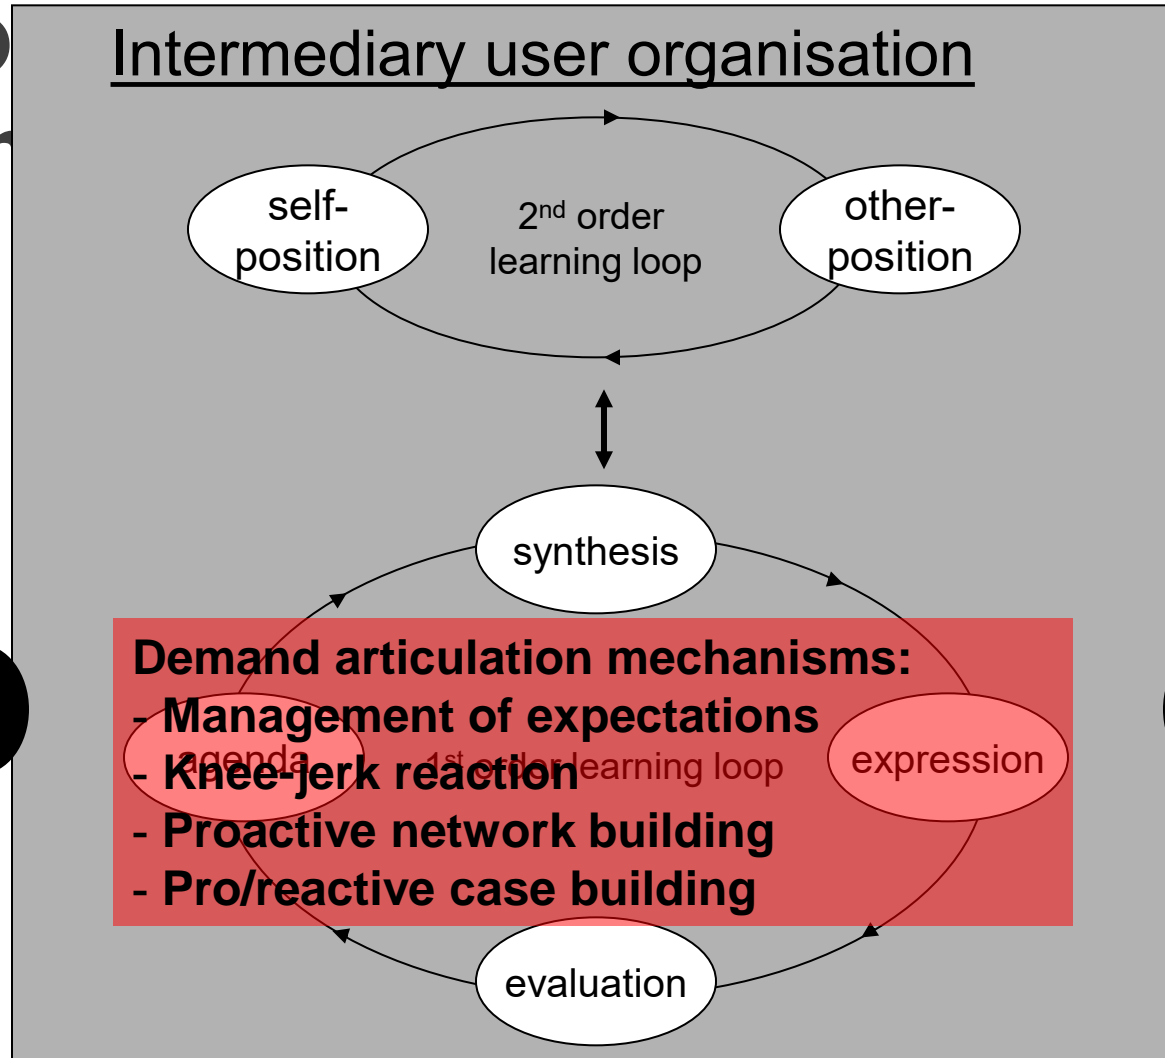 Intermediary user organisation
self-
position
2nd order
learning loop
other-
position
synthesis
Demand articulation mechanisms:
- Management of expectations
- Knee-jerk reaction
- Proactive network building
- Pro/reactive case building
agenda
1st order learning loop
expression
evaluation